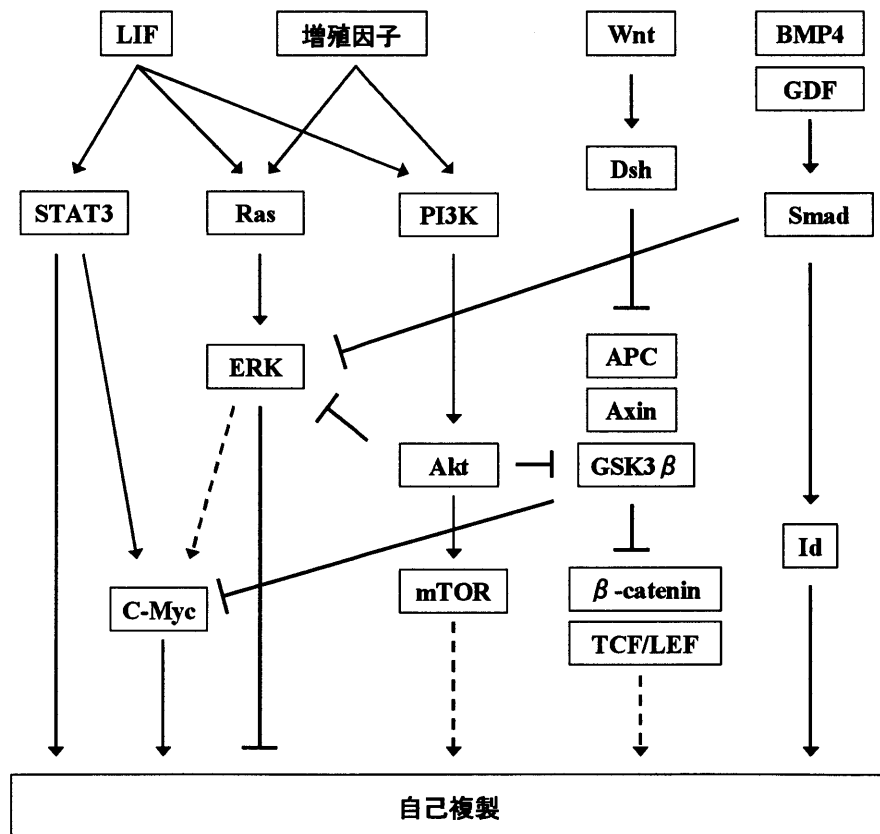 LIF
増殖因子
Wnt
BMP4
GDF
Dsh
STAT3
Ras
PI3K
Smad
ERK
APC
Axin
Akt
GSK3β
Id
C-Myc
mTOR
β-catenin
TCF/LEF
自己複製